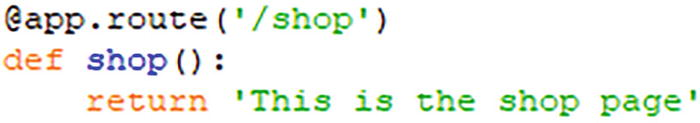 @app.route('/shop')
def shop():
    return 'This is the shop page'